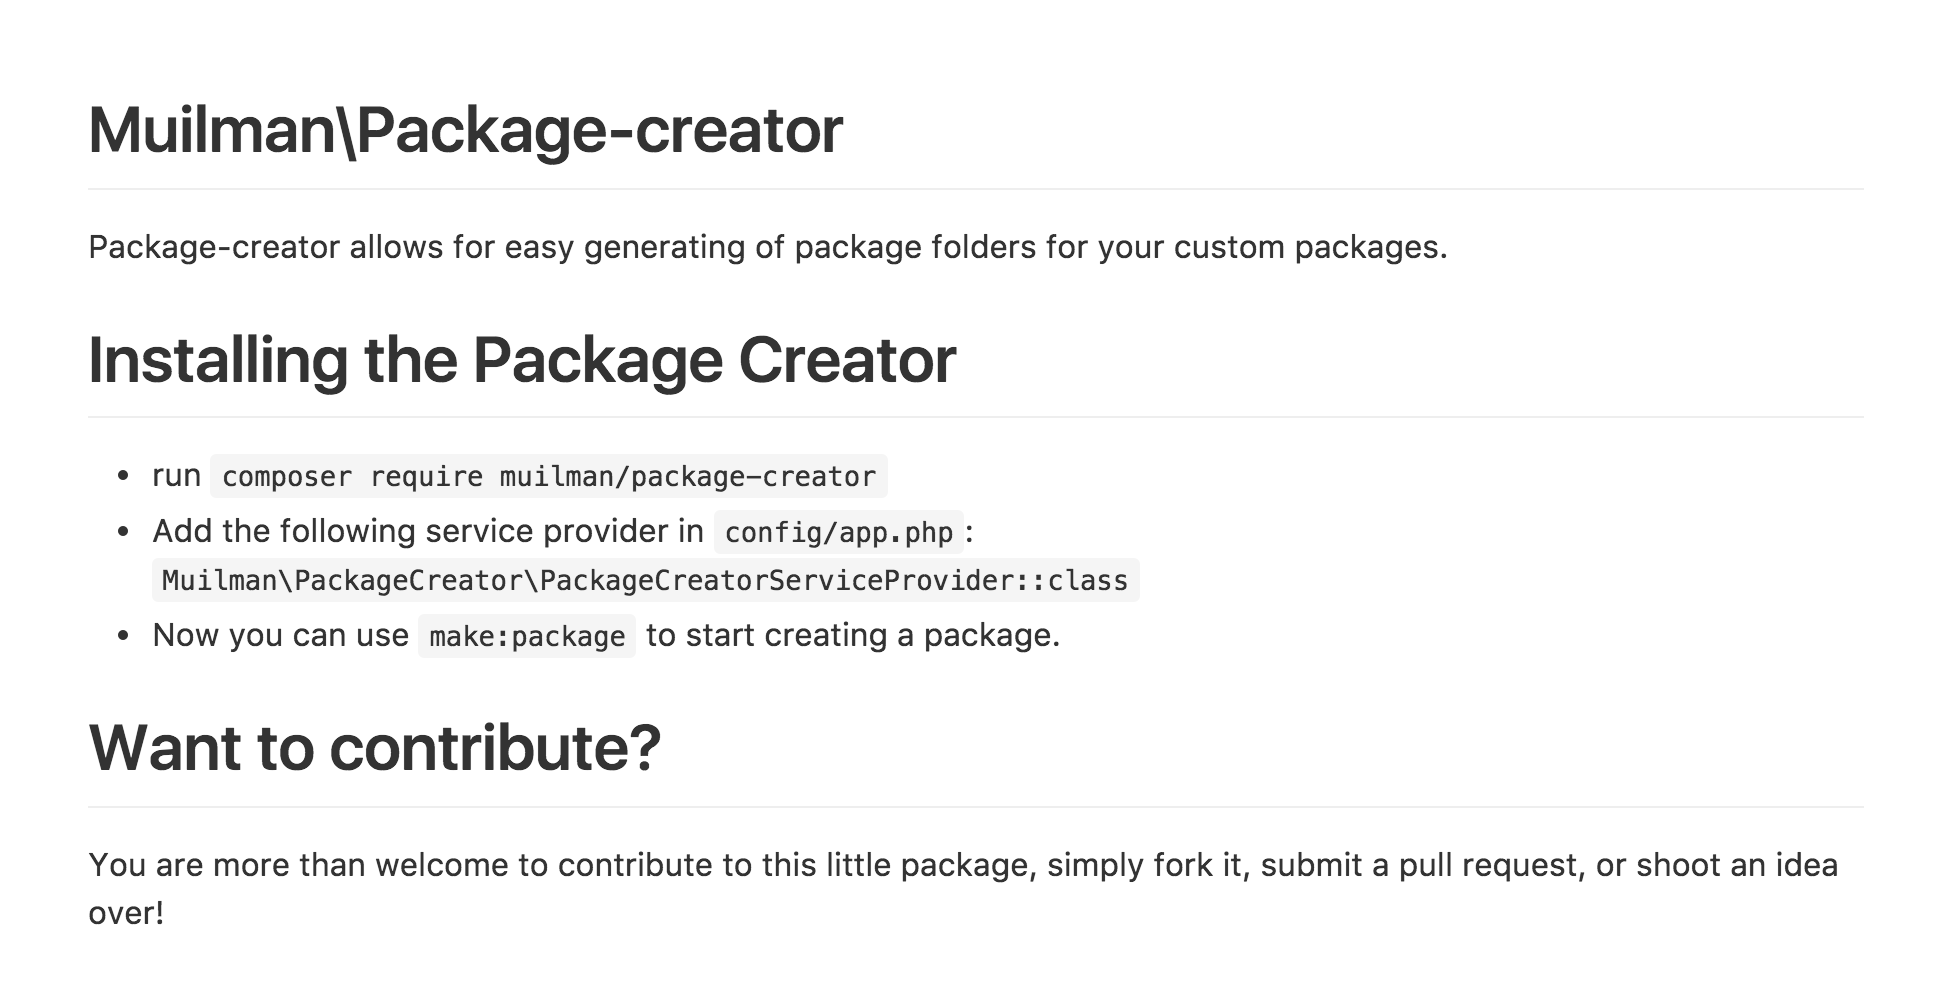 Muilman\Package-creator
Package-creator allows for easy generating of package folders for your custom packages.
Installing the Package Creator
• run composer require muilman/package-creator
• Add the following service provider in config/app.php:
Muilman\PackageCreator\PackageCreatorServiceProvider::class
• Now you can use make:package to start creating a package.
Want to contribute?
You are more than welcome to contribute to this little package, simply fork it, submit a pull request, or shoot an idea
over!